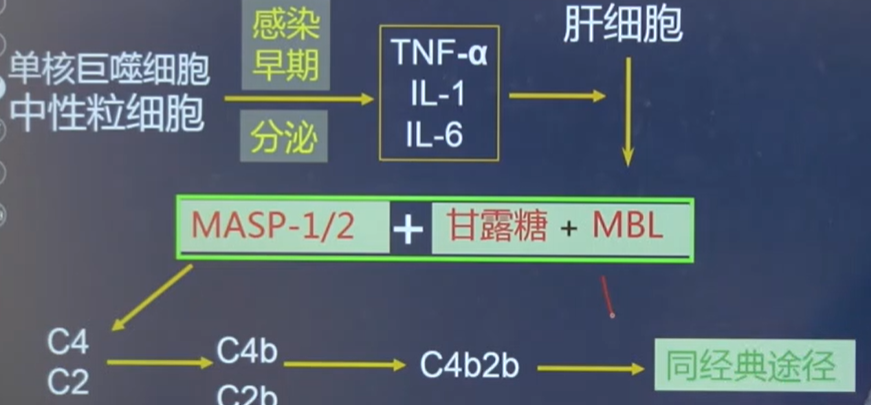 感染
早期
单核巨噬细胞
中性粒细胞
分泌
TNF-α
IL-1
IL-6
肝细胞
MASP-1/2 + 甘露糖 + MBL
C4
C2
C4b
C2b
C4b2b
同经典途径